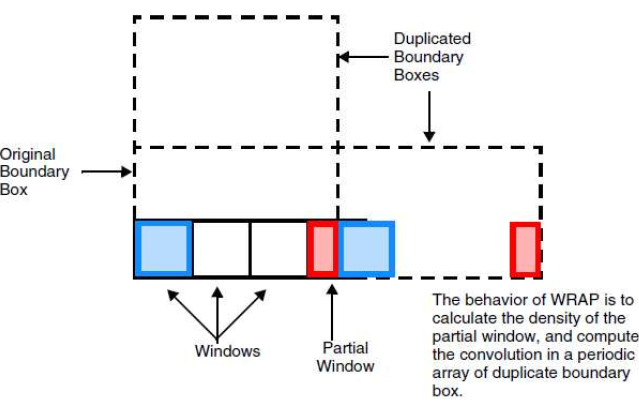 Duplicated
Boundary
Boxes
Original
Boundary
Box
Windows
Partial
Window
The behavior of WRAP is to
calculate the density of the
partial window, and compute
the convolution in a periodic
array of duplicate boundary
box.